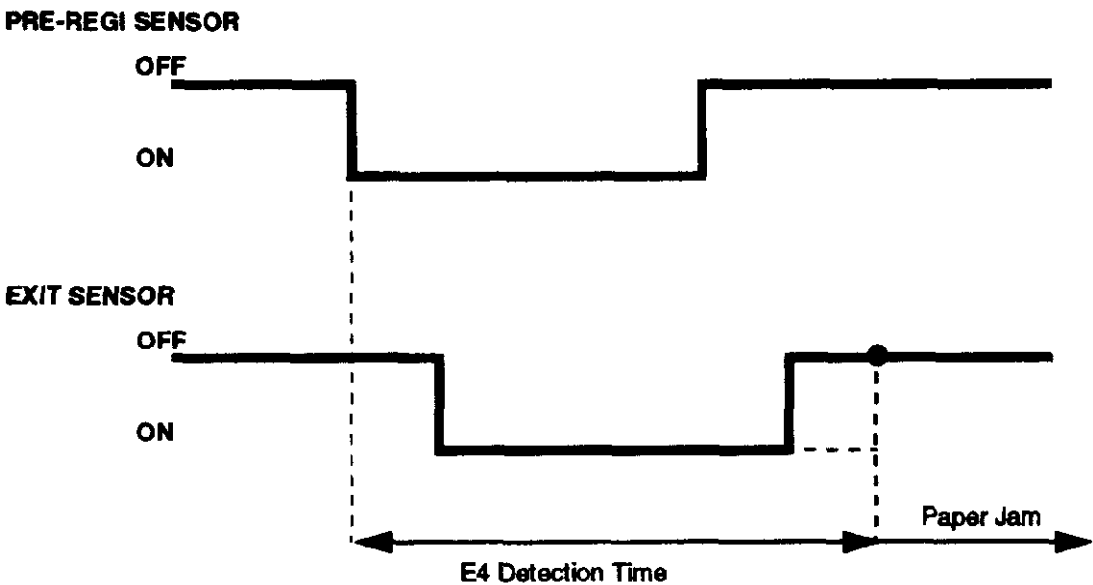 PRE-REGI SENSOR
OFF
ON
EXIT SENSOR
OFF
ON
Paper Jam
E4 Detection Time